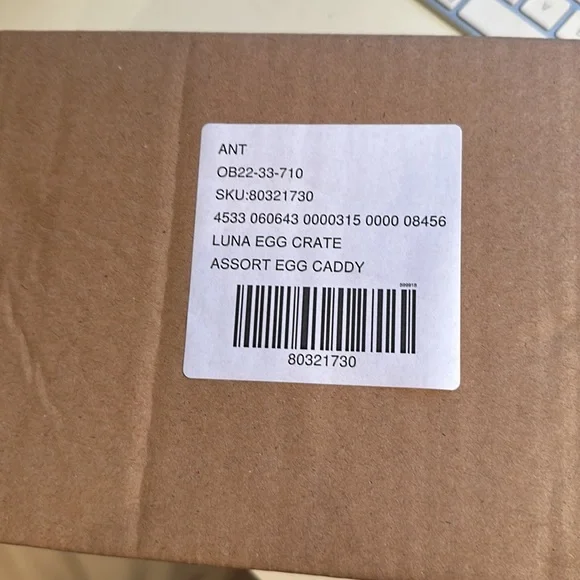 ANT
OB22-33-710
SKU:80321730
4533 060643 0000315 0000 08456
LUNA EGG CRATE
ASSORT EGG CADDY
80321730